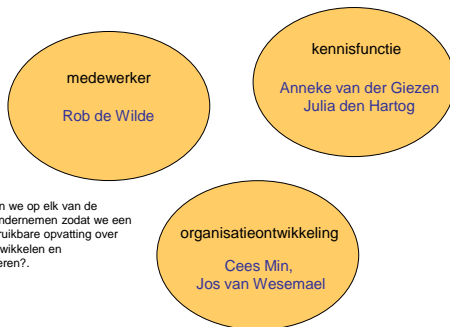 kennisfunctie
Anneke van der Giezen
Julia den Hartog
medewerker
Rob de Wilde
n we op elk van de
ndernemen zodat we een
ruikbare opvatting over
wikkelen en
eren?.
organisatieontwikkeling
Cees Min,
Jos van Wesemael